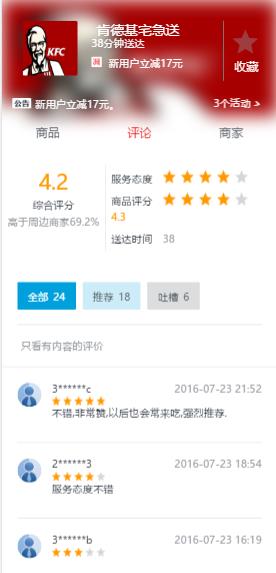 肯德基宅急送
38分钟送达
KFC
减 新用户立减17元
收藏
公告 新用户立减17元。
3个活动 >
商品 评论 商家
4.2
综合评分
高于周边商家69.2%
服务态度
商品评分
4.3
送达时间 38
全部 24 推荐 18 吐槽 6
只看有内容的评价
3******c 2016-07-23 21:52
不错,非常赞,以后也会常来吃,强烈推荐.
2******3 2016-07-23 18:54
服务态度不错
3******b 2016-07-23 16:19